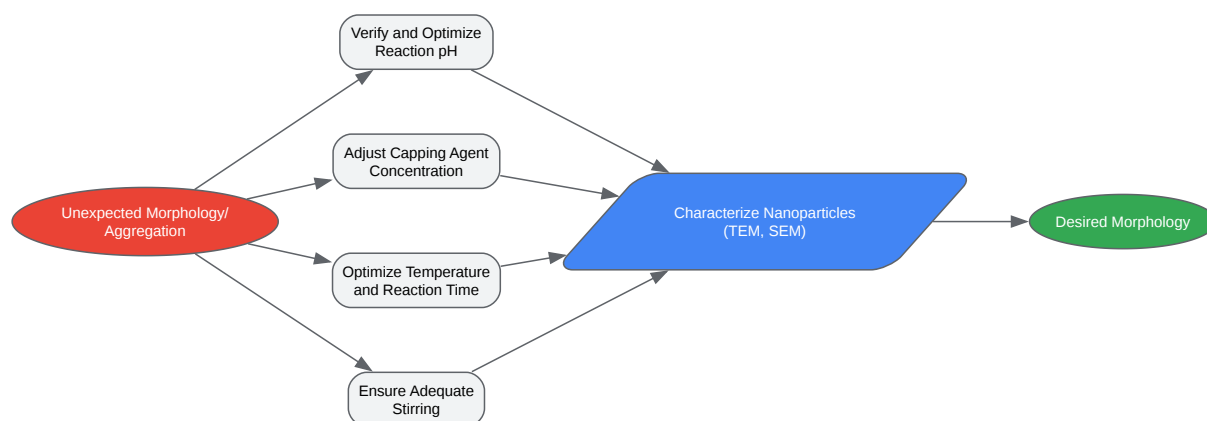 Verify and Optimize
Reaction pH
Adjust Capping Agent
Concentration
Unexpected Morphology/
Aggregation
Characterize Nanoparticles
(TEM, SEM)
Desired Morphology
Optimize Temperature
and Reaction Time
Ensure Adequate
Stirring